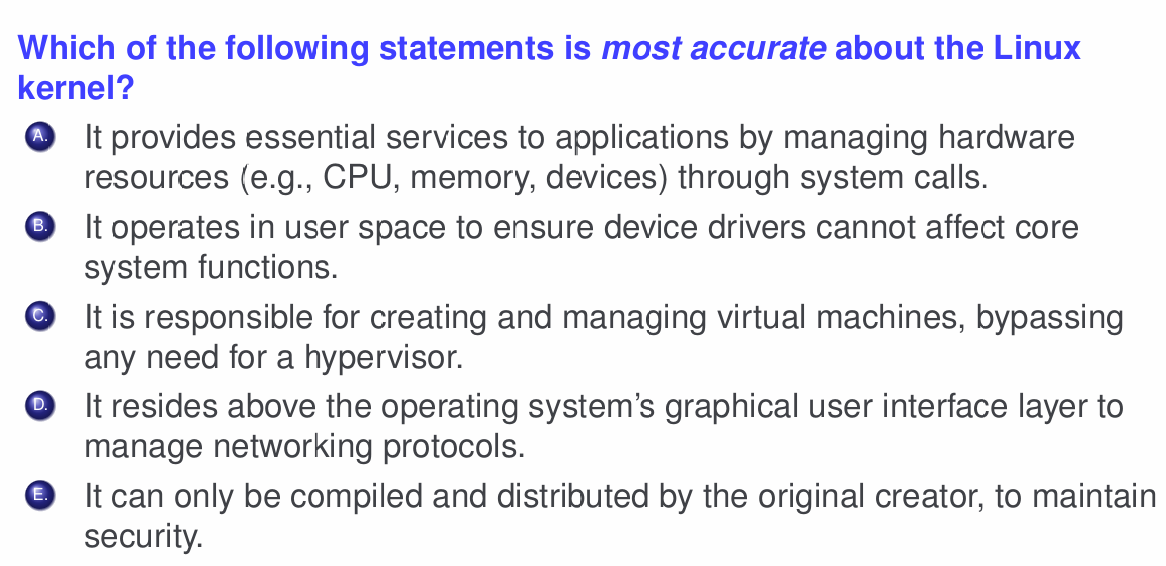 Which of the following statements is most accurate about the Linux
kernel?
A. It provides essential services to applications by managing hardware
resources (e.g., CPU, memory, devices) through system calls.
B. It operates in user space to ensure device drivers cannot affect core
system functions.
C. It is responsible for creating and managing virtual machines, bypassing
any need for a hypervisor.
D. It resides above the operating system's graphical user interface layer to
manage networking protocols.
E. It can only be compiled and distributed by the original creator, to maintain
security.